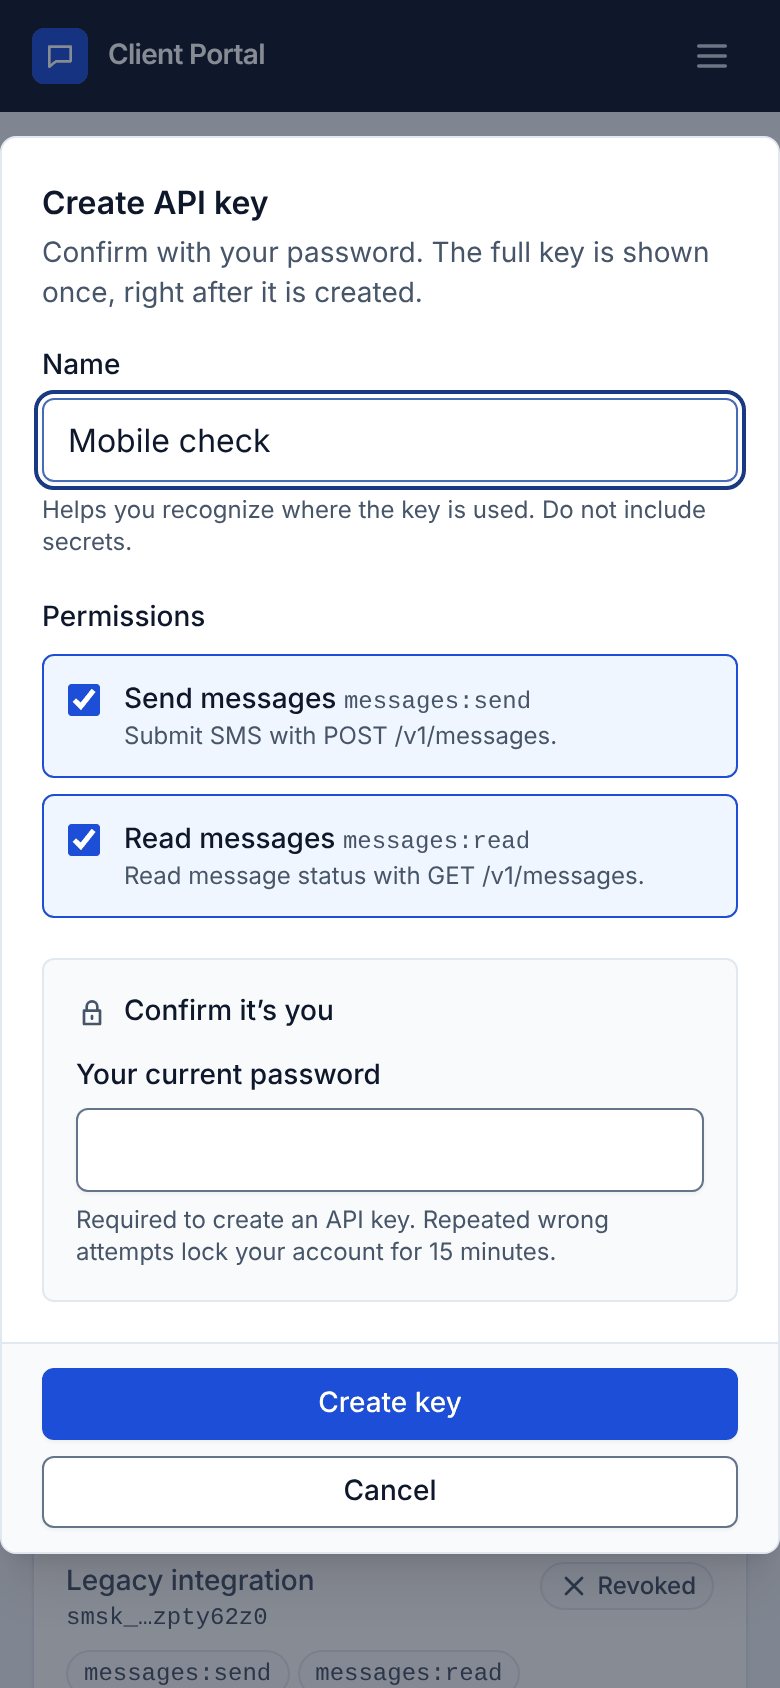 Client Portal
Create API key
Confirm with your password. The full key is shown
once, right after it is created.
Name
Mobile check
Helps you recognize where the key is used. Do not include
secrets.
Permissions
Send messages messages:send
Submit SMS with POST /v1/messages.
Read messages messages:read
Read message status with GET /v1/messages.
Confirm it’s you
Your current password
Required to create an API key. Repeated wrong
attempts lock your account for 15 minutes.
Create key
Cancel
Legacy integration
Revoked
smsk_…zpty62z0
messages:send messages:read